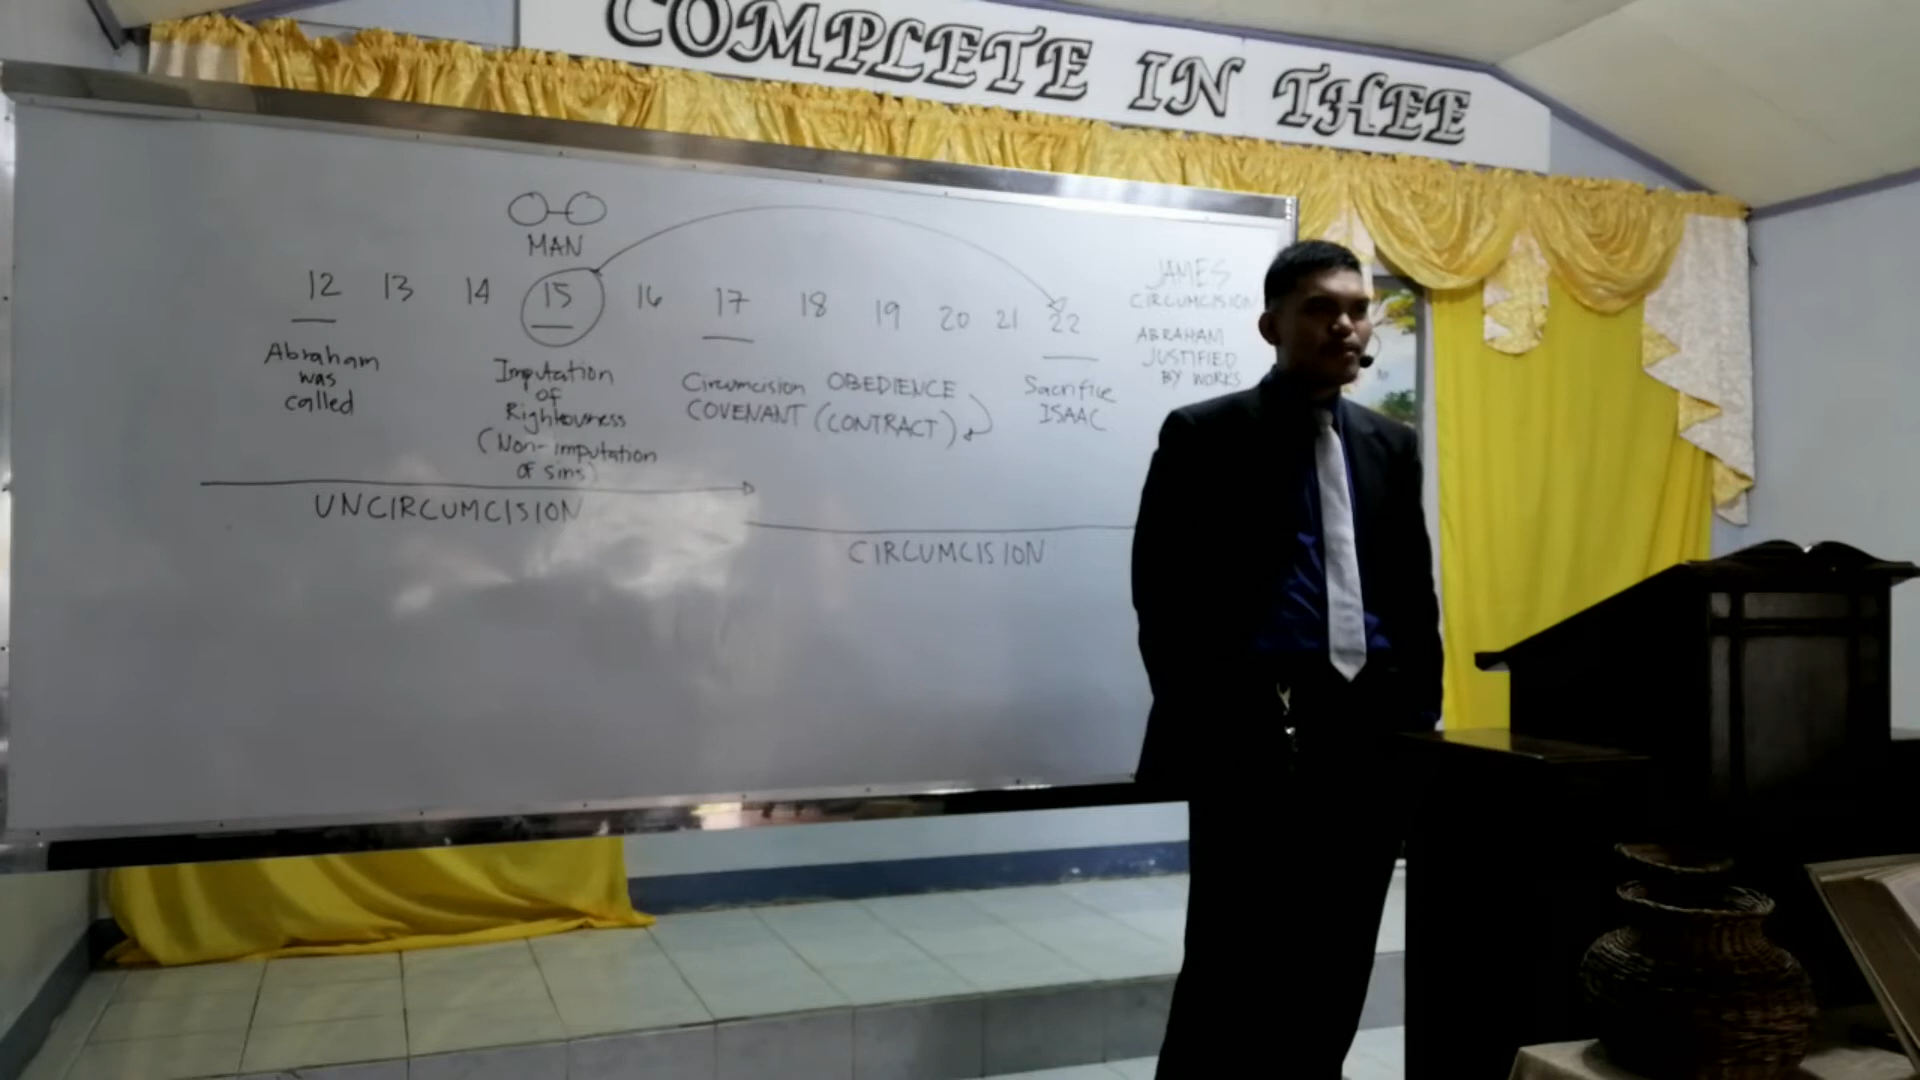 COMPLETE IN THEE
MAN
12 13 14 15 16 17 18 19 20 21 22
Abraham
was
called
Imputation
of
Righteousness
(Non-imputation
of sins)
Circumcision OBEDIENCE
COVENANT (CONTRACT)
Sacrifice
ISAAC
JAMES
CIRCUMCISION
ABRAHAM
JUSTIFIED
BY WORKS
UNCIRCUMCISION
CIRCUMCISION